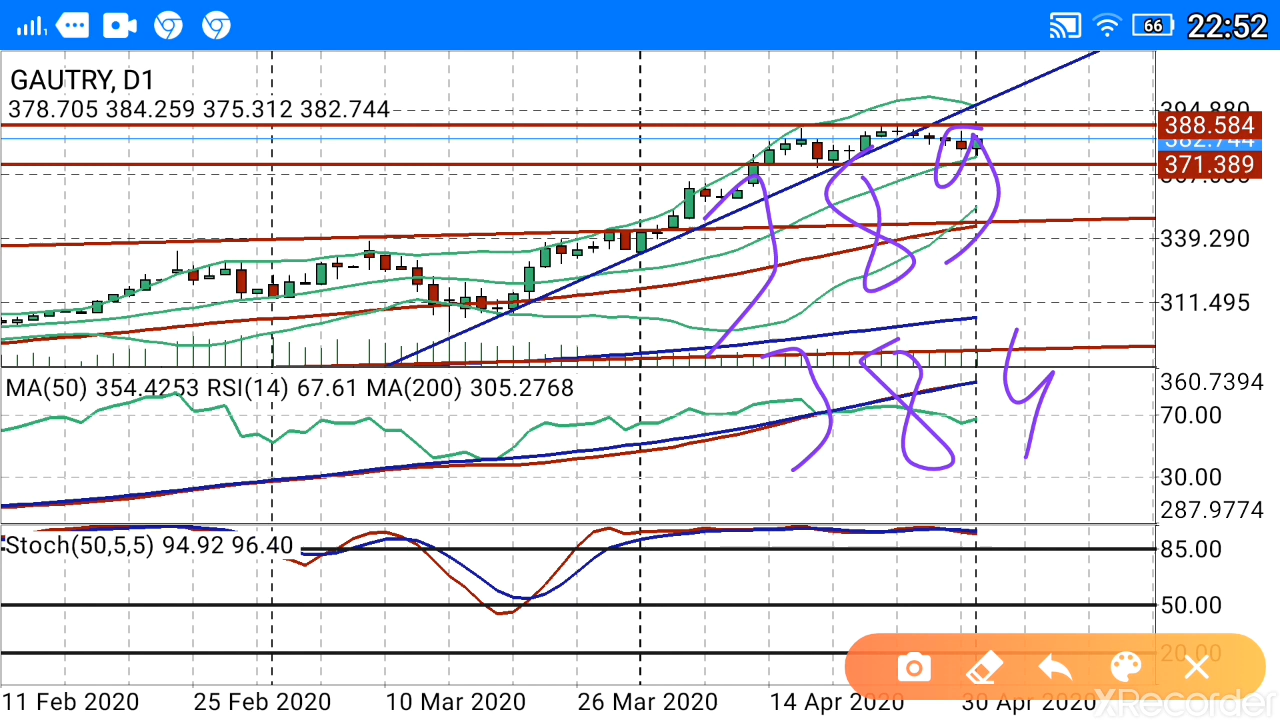 66 22:52
GAUTRY, D1
378.705 384.259 375.312 382.744
394.880
388.584
382.744
371.389
339.290
311.495
389
384
MA(50) 354.4253 RSI(14) 67.61 MA(200) 305.2768
360.7394
70.00
30.00
287.9774
Stoch(50,5,5) 94.92 96.40
85.00
50.00
20.00
11 Feb 2020 25 Feb 2020 10 Mar 2020 26 Mar 2020 14 Apr 2020 30 Apr 2020
XRecorder